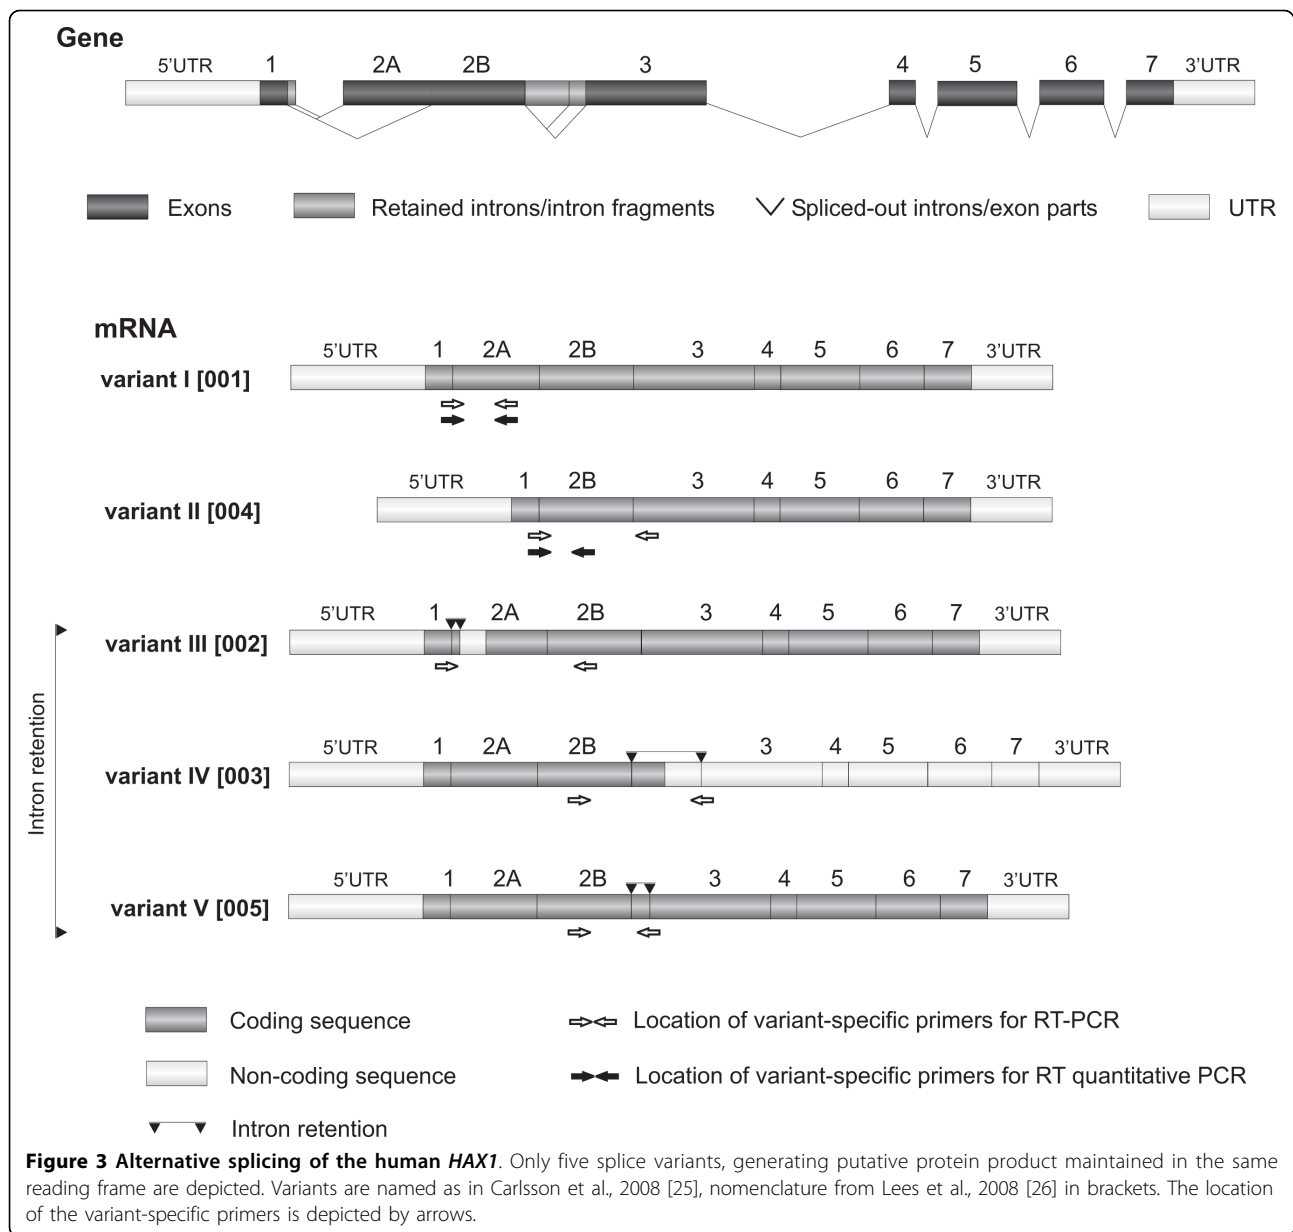 Gene
5'UTR 1 2A 2B 3 4 5 6 7 3'UTR
Exons Retained introns/intron fragments Spliced-out introns/exon parts UTR
mRNA
5'UTR 1 2A 2B 3 4 5 6 7 3'UTR
variant I [001]
5'UTR 1 2B 3 4 5 6 7 3'UTR
variant II [004]
Intron retention
5'UTR 1 2A 2B 3 4 5 6 7 3'UTR
variant III [002]
5'UTR 1 2A 2B 3 4 5 6 7 3'UTR
variant IV [003]
5'UTR 1 2A 2B 3 4 5 6 7 3'UTR
variant V [005]
Coding sequence Location of variant-specific primers for RT-PCR
Non-coding sequence Location of variant-specific primers for RT quantitative PCR
Intron retention
Figure 3 Alternative splicing of the human HAX1. Only five splice variants, generating putative protein product maintained in the same
reading frame are depicted. Variants are named as in Carlsson et al., 2008 [25], nomenclature from Lees et al., 2008 [26] in brackets. The location
of the variant-specific primers is depicted by arrows.